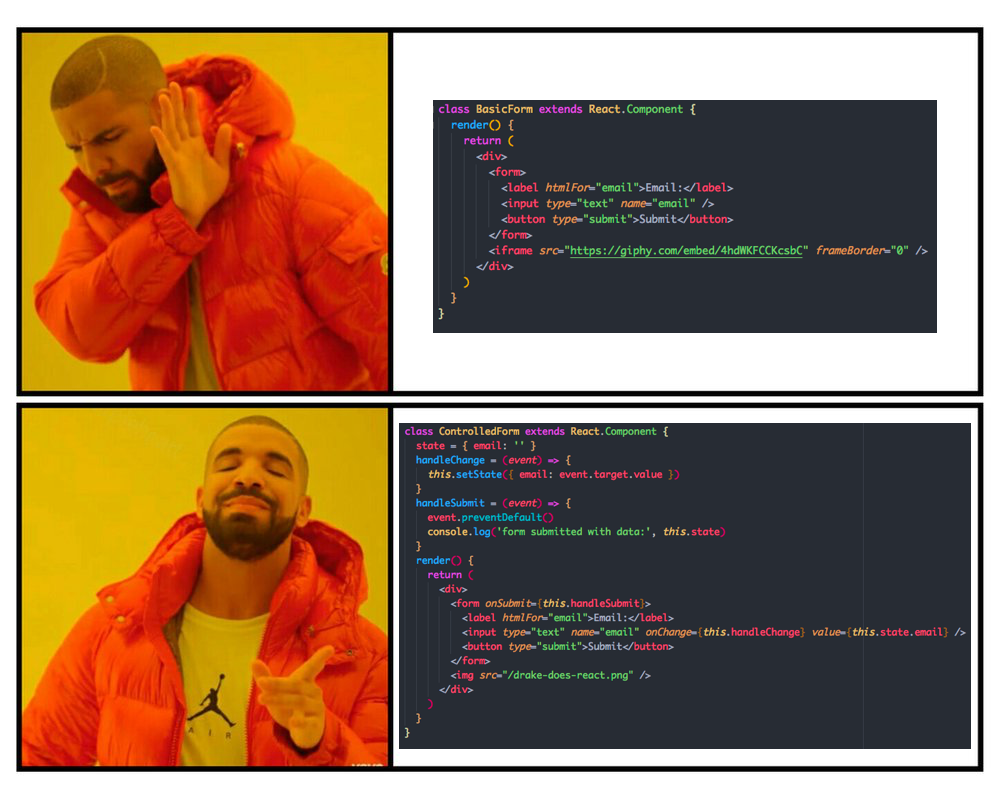 class BasicForm extends React.Component {
render() {
return (
<div>
<form>
<label htmlFor="email">Email:</label>
<input type="text" name="email" />
<button type="submit">Submit</button>
</form>
<iframe src="https://giphy.com/embed/4hdWKFCCKcsbC" frameBorder="0" />
</div>
)
}
}
class ControlledForm extends React.Component {
state = { email: '' }
handleChange = (event) => {
this.setState({ email: event.target.value })
}
handleSubmit = (event) => {
event.preventDefault()
console.log('form submitted with data:', this.state)
}
render() {
return (
<div>
<form onSubmit={this.handleSubmit}>
<label htmlFor="email">Email:</label>
<input type="text" name="email" onChange={this.handleChange} value={this.state.email} />
<button type="submit">Submit</button>
</form>
<img src="/drake-does-react.png" />
</div>
)
}
}
AIR